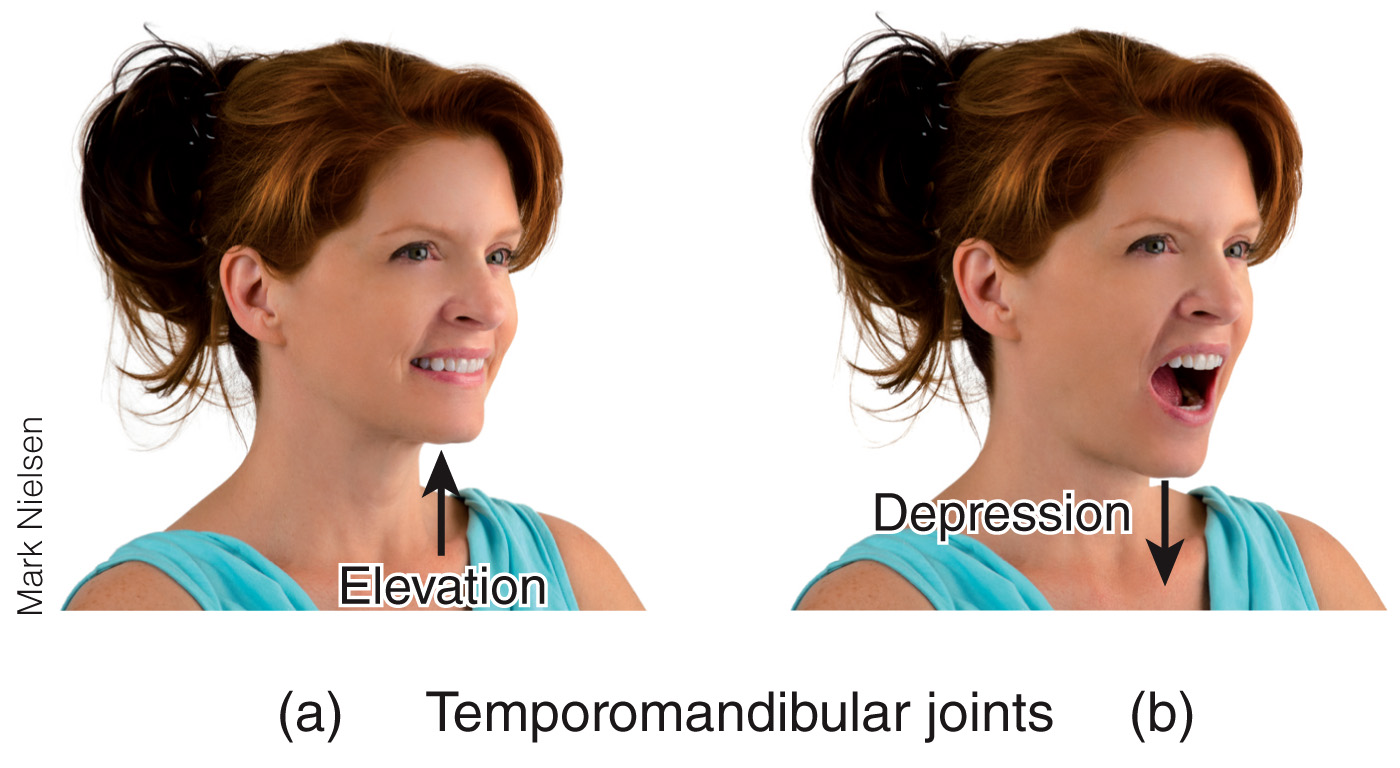 Mark Nielsen
Elevation
Depression
(a) Temporomandibular joints (b)